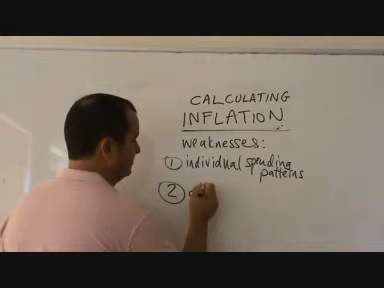 CALCULATING
INFLATION
weaknesses:
① individual spending
patterns
②